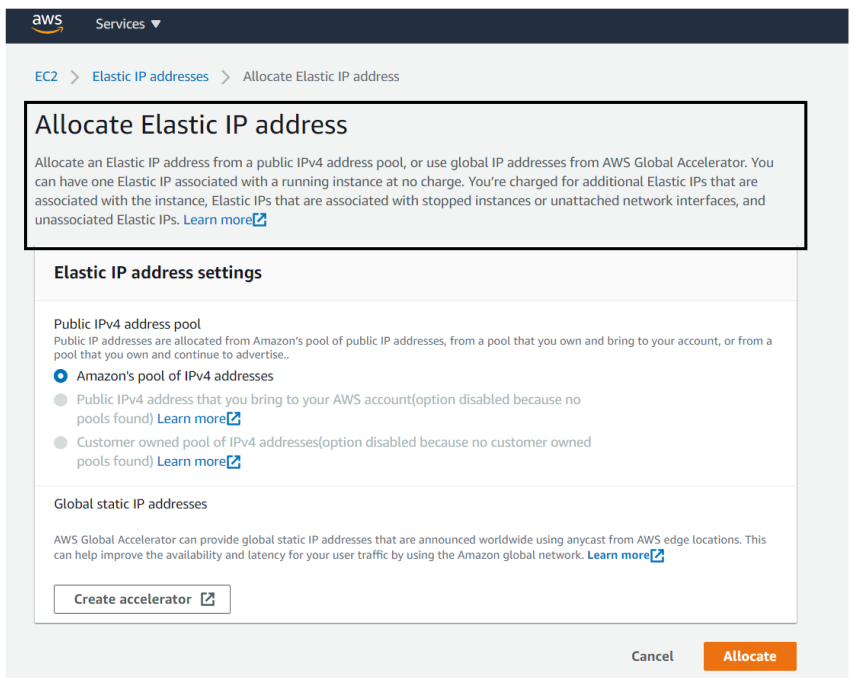 aws
Services ▼
EC2 > Elastic IP addresses > Allocate Elastic IP address
Allocate Elastic IP address
Allocate an Elastic IP address from a public IPv4 address pool, or use global IP addresses from AWS Global Accelerator. You
can have one Elastic IP associated with a running instance at no charge. You're charged for additional Elastic IPs that are
associated with the instance, Elastic IPs that are associated with stopped instances or unattached network interfaces, and
unassociated Elastic IPs. Learn more
Elastic IP address settings
Public IPv4 address pool
Public IP addresses are allocated from Amazon's pool of public IP addresses, from a pool that you own and bring to your account, or from a
pool that you own and continue to advertise..
Amazon's pool of IPv4 addresses
Public IPv4 address that you bring to your AWS account(option disabled because no
pools found) Learn more
Customer owned pool of IPv4 addresses(option disabled because no customer owned
pools found) Learn more
Global static IP addresses
AWS Global Accelerator can provide global static IP addresses that are announced worldwide using anycast from AWS edge locations. This
can help improve the availability and latency for your user traffic by using the Amazon global network. Learn more
Create accelerator
Cancel
Allocate